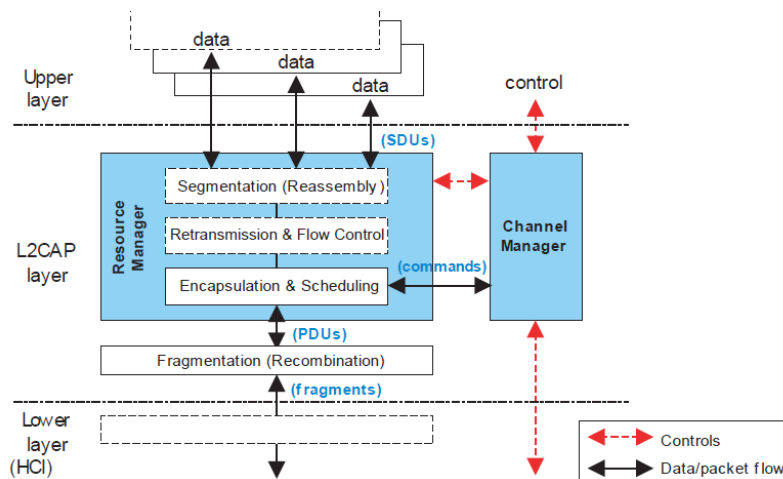 data
data
data
Upper
layer
control
(SDUs)
Resource
Manager
Segmentation (Reassembly)
Retransmission & Flow Control
Encapsulation & Scheduling
Channel
Manager
L2CAP
layer
(commands)
(PDUs)
Fragmentation (Recombination)
(fragments)
Lower
layer
(HCI)
Controls
Data/packet flow